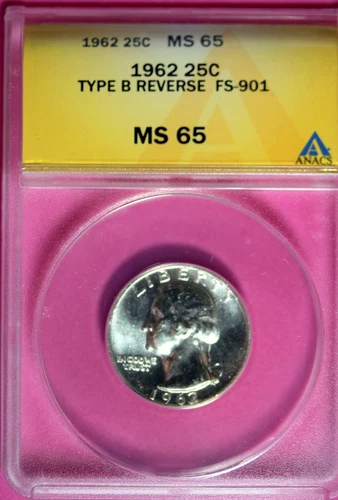 1962 25C MS 65
1962 25C
TYPE B REVERSE FS-901
MS 65
ANACS
LIBERTY
IN GOD WE
TRUST
1962